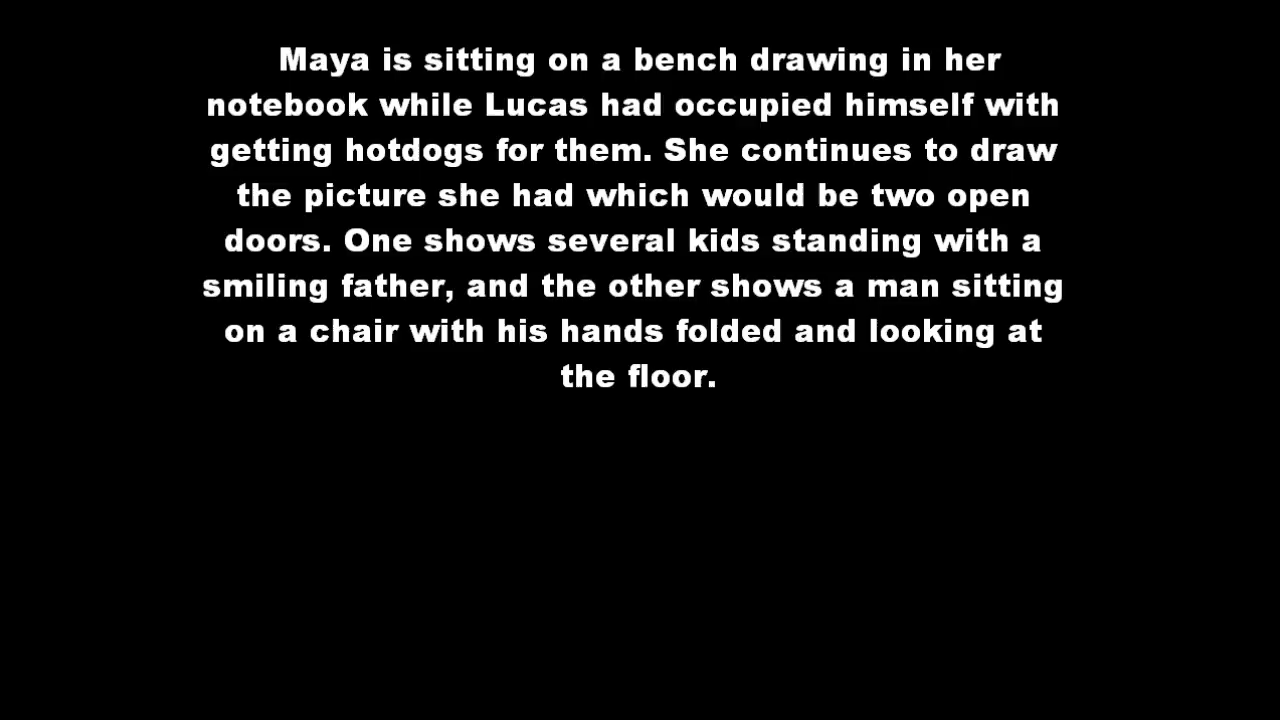 Maya is sitting on a bench drawing in her
notebook while Lucas had occupied himself with
getting hotdogs for them. She continues to draw
the picture she had which would be two open
doors. One shows several kids standing with a
smiling father, and the other shows a man sitting
on a chair with his hands folded and looking at
the floor.